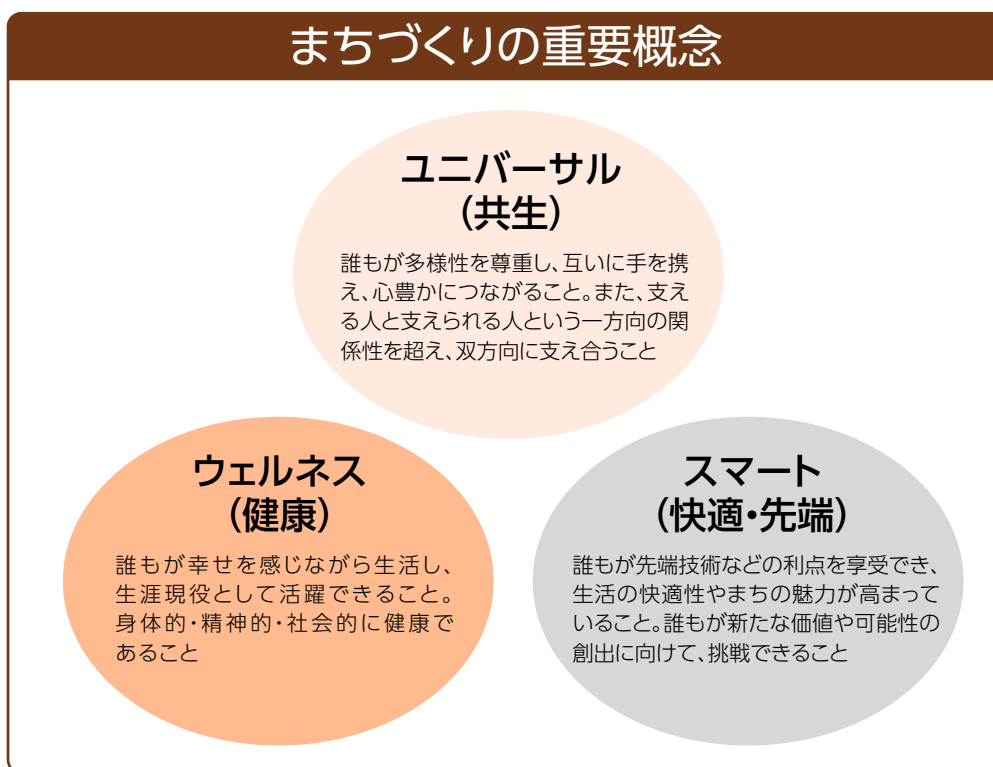 まちづくりの重要概念
ユニバーサル
(共生)
誰もが多様性を尊重し、互いに手を携
え、心豊かにつながること。また、支え
る人と支えられる人という一方向の関
係性を超え、双方向に支え合うこと
ウェルネス
(健康)
誰もが幸せを感じながら生活し、
生涯現役として活躍できること。
身体的・精神的・社会的に健康で
あること
スマート
(快適・先端)
誰もが先端技術などの利点を享受でき、
生活の快適性やまちの魅力が高まって
いること。誰もが新たな価値や可能性の
創出に向けて、挑戦できること